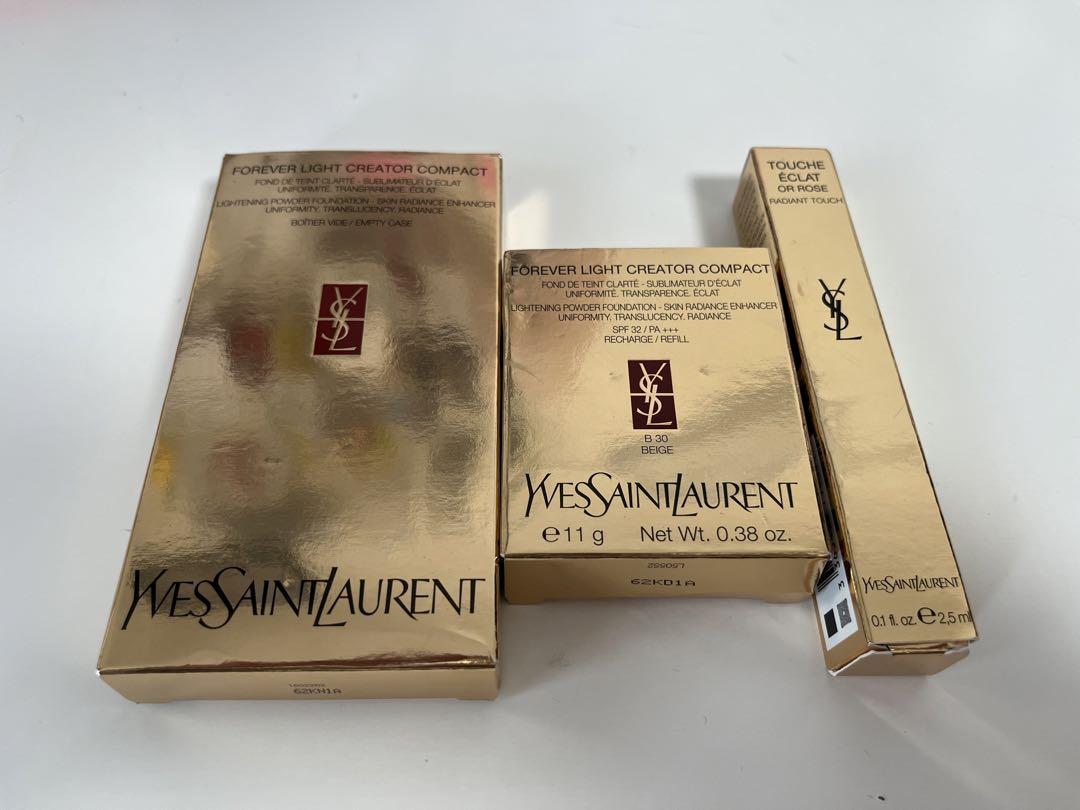 FOREVER LIGHT CREATOR COMPACT
FOND DE TEINT CLARTÉ - SUBLIMATEUR D'ÉCLAT
UNIFORMITÉ, TRANSPARENCE, ÉCLAT
LIGHTENING POWDER FOUNDATION - SKIN RADIANCE ENHANCER
UNIFORMITY, TRANSLUCENCY, RADIANCE
BOÎTIER VIDE / EMPTY CASE
YSL
YVESSAINTLAURENT
62KN1A
FOREVER LIGHT CREATOR COMPACT
FOND DE TEINT CLARTÉ - SUBLIMATEUR D'ÉCLAT
UNIFORMITÉ, TRANSPARENCE, ÉCLAT
LIGHTENING POWDER FOUNDATION - SKIN RADIANCE ENHANCER
UNIFORMITY, TRANSLUCENCY, RADIANCE
SPF 32 / PA +++
RECHARGE / REFILL
YSL
B 30
BEIGE
YVESSAINTLAURENT
e 11 g Net Wt. 0.38 oz.
L50552
62KD1A
TOUCHE
ÉCLAT
OR ROSE
RADIANT TOUCH
YSL
YVESSAINTLAURENT
0.1 fl. oz. e 2,5 ml